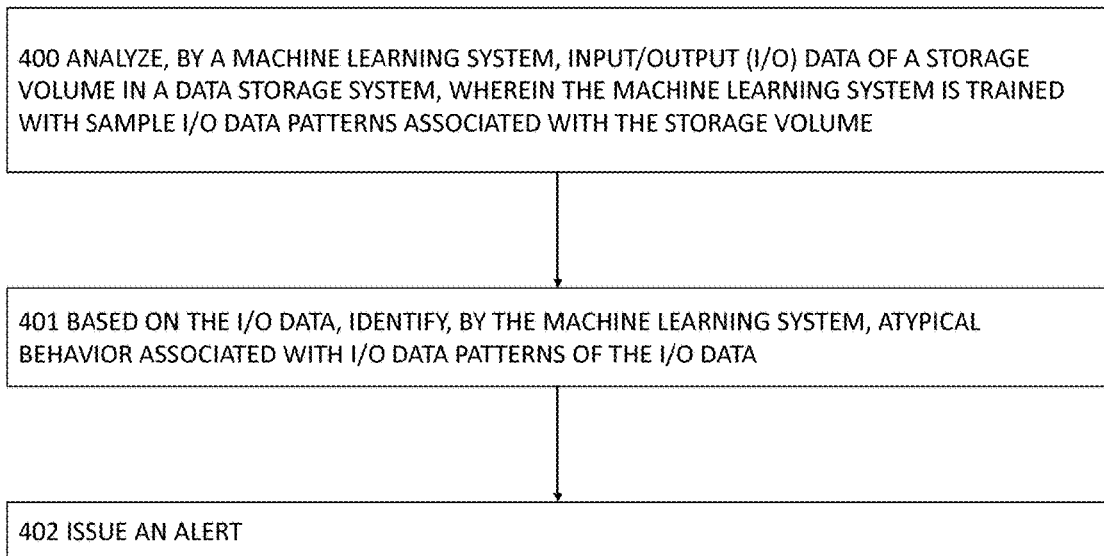 400 ANALYZE, BY A MACHINE LEARNING SYSTEM, INPUT/OUTPUT (I/O) DATA OF A STORAGE
VOLUME IN A DATA STORAGE SYSTEM, WHEREIN THE MACHINE LEARNING SYSTEM IS TRAINED
WITH SAMPLE I/O DATA PATTERNS ASSOCIATED WITH THE STORAGE VOLUME
401 BASED ON THE I/O DATA, IDENTIFY, BY THE MACHINE LEARNING SYSTEM, ATYPICAL
BEHAVIOR ASSOCIATED WITH I/O DATA PATTERNS OF THE I/O DATA
402 ISSUE AN ALERT